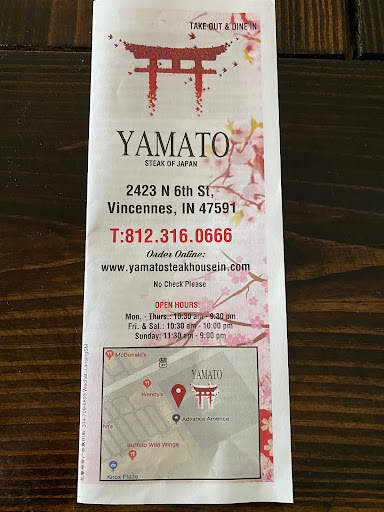 TAKE OUT & DINE IN
YAMATO
STEAK OF JAPAN
2423 N 6th St,
Vincennes, IN 47591
T:812.316.0666
Order Online:
www.yamatosteakhousein.com
No Check Please
OPEN HOURS:
Mon. - Thurs.: 10:30 am - 9:30 pm
Fri. & Sat.: 10:30 am - 10:00 pm
Sunday: 11:30 am - 9:00 pm
McDonald's
41
YAMATO
Wendy's
Advance America
Buffalo Wild Wings
Knox Plaza